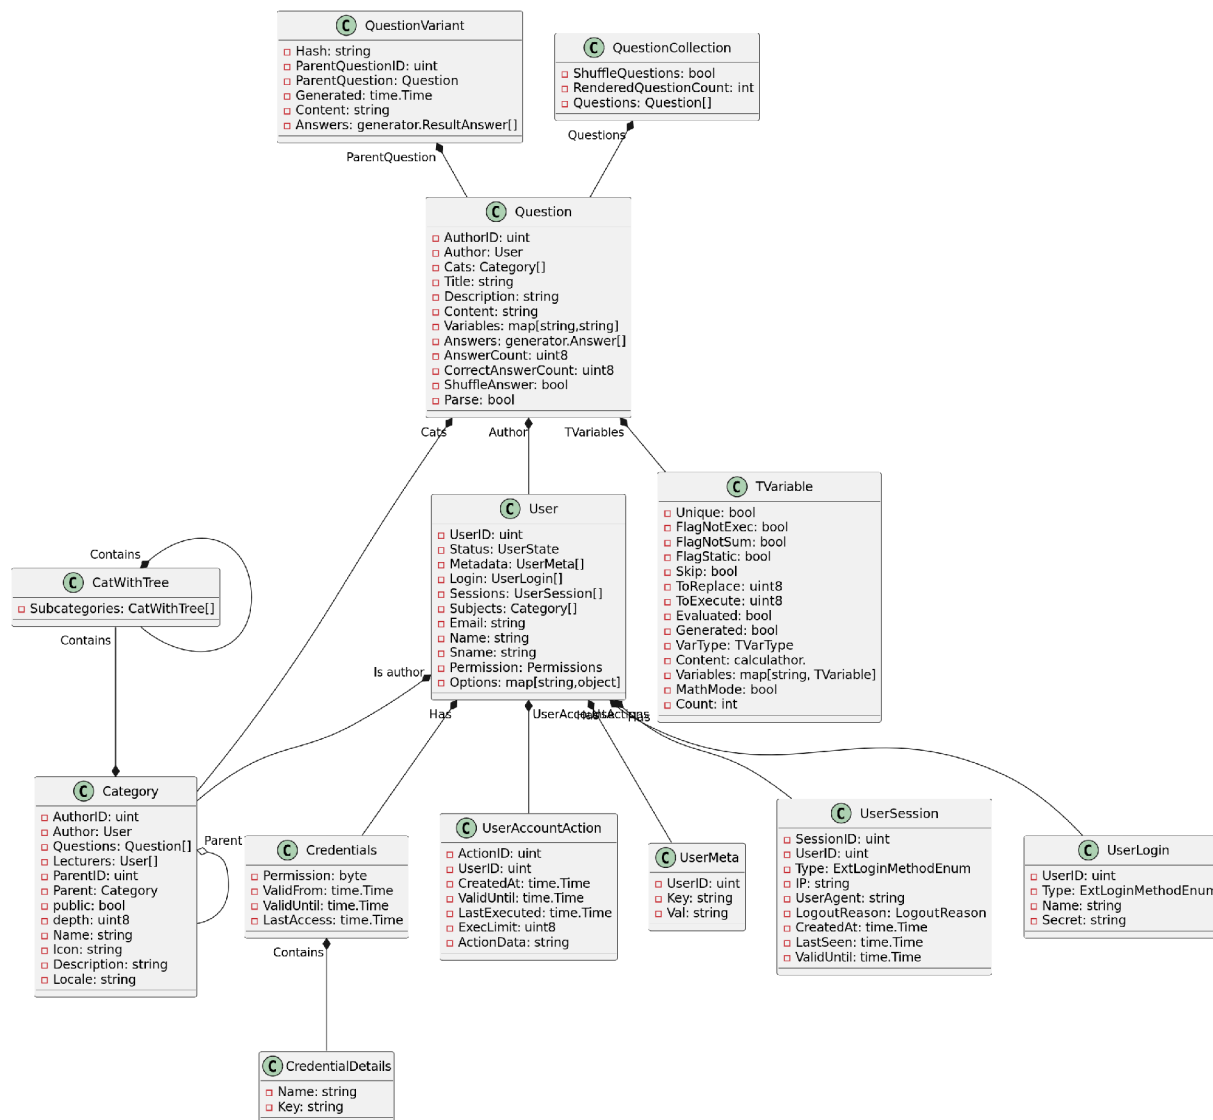 C QuestionVariant
Hash: string
ParentQuestionID: uint
ParentQuestion: Question
Generated: time.Time
Content: string
Answers: generator.ResultAnswer[]
C QuestionCollection
ShuffleQuestions: bool
RenderedQuestionCount: int
Questions: Question[]
ParentQuestion
Questions
C Question
AuthorID: uint
Author: User
Cats: Category[]
Title: string
Description: string
Content: string
Variables: map[string,string]
Answers: generator.Answer[]
AnswerCount: uint8
CorrectAnswerCount: uint8
ShuffleAnswer: bool
Parse: bool
Cats
Author
TVariables
C User
UserID: uint
Status: UserState
Metadata: UserMeta[]
Login: UserLogin[]
Sessions: UserSession[]
Subjects: Category[]
Email: string
Name: string
Sname: string
Permission: Permissions
Options: map[string,object]
C TVariable
Unique: bool
FlagNotExec: bool
FlagNotSum: bool
FlagStatic: bool
Skip: bool
ToReplace: uint8
ToExecute: uint8
Evaluated: bool
Generated: bool
VarType: TVarType
Content: calculathor.
Variables: map[string, TVariable]
MathMode: bool
Count: int
Contains
C CatWithTree
Subcategories: CatWithTree[]
Contains
Is author
Has
UserAccountActions
Has
Has
C Category
AuthorID: uint
Author: User
Questions: Question[]
Lecturers: User[]
ParentID: uint
Parent: Category
public: bool
depth: uint8
Name: string
Icon: string
Description: string
Locale: string
Parent
C Credentials
Permission: byte
ValidFrom: time.Time
ValidUntil: time.Time
LastAccess: time.Time
C UserAccountAction
ActionID: uint
UserID: uint
CreatedAt: time.Time
ValidUntil: time.Time
LastExecuted: time.Time
ExecLimit: uint8
ActionData: string
C UserMeta
UserID: uint
Key: string
Val: string
C UserSession
SessionID: uint
UserID: uint
Type: ExtLoginMethodEnum
IP: string
UserAgent: string
LogoutReason: LogoutReason
CreatedAt: time.Time
LastSeen: time.Time
ValidUntil: time.Time
C UserLogin
UserID: uint
Type: ExtLoginMethodEnum
Name: string
Secret: string
Contains
C CredentialDetails
Name: string
Key: string